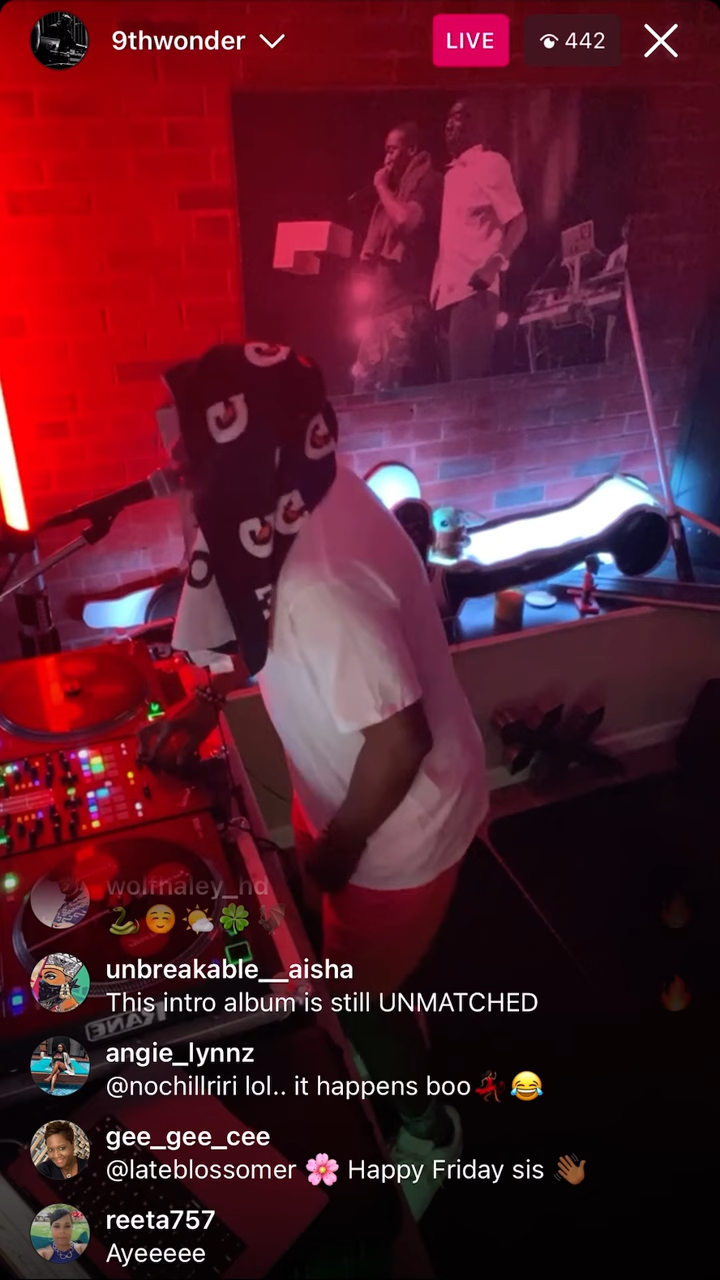 9thwonder
LIVE
442
wolfhaley_hd
🐍☺️🌤️🍀🦇
unbreakable__aisha
This intro album is still UNMATCHED
angie_lynnz
@nochillriri lol.. it happens boo💃🏿😂
gee_gee_cee
@lateblossomer 🌸 Happy Friday sis 👋🏾
reeta757
Ayeeeee